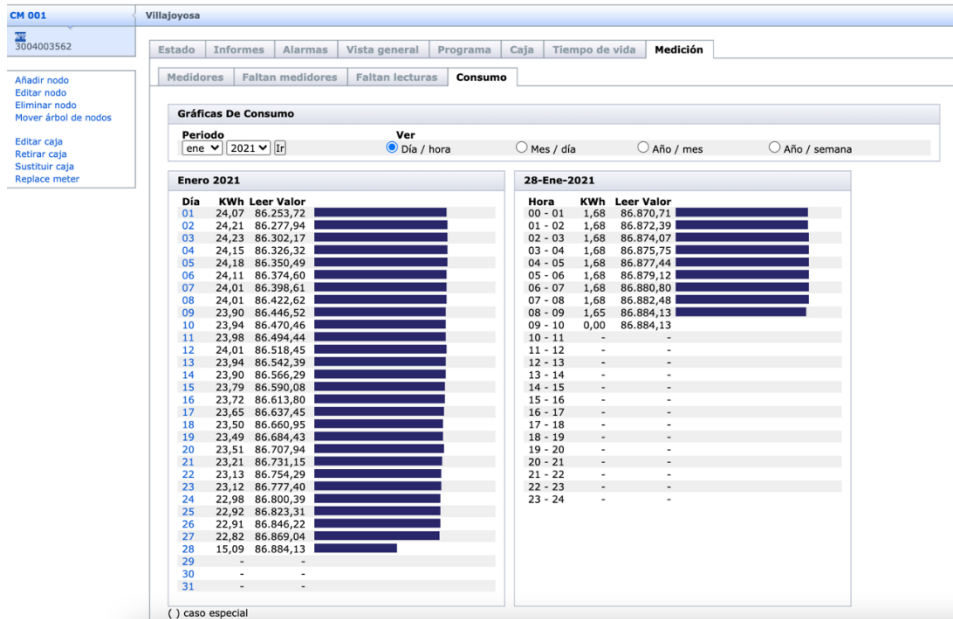 CM 001
3004003562
Añadir nodo
Editar nodo
Eliminar nodo
Mover árbol de nodos
Editar caja
Retirar caja
Sustituir caja
Replace meter
Villajoyosa
Estado Informes Alarmas Vista general Programa Caja Tiempo de vida Medición
Medidores Faltan medidores Faltan lecturas Consumo
Gráficas De Consumo
Periodo Ver
ene 2021 Ir Día / hora Mes / día Año / mes Año / semana
Enero 2021
Día KWh Leer Valor
01 24,07 86.253,72
02 24,21 86.277,94
03 24,23 86.302,17
04 24,15 86.326,32
05 24,18 86.350,49
06 24,11 86.374,60
07 24,01 86.398,61
08 24,01 86.422,62
09 23,90 86.446,52
10 23,94 86.470,46
11 23,98 86.494,44
12 24,01 86.518,45
13 23,94 86.542,39
14 23,90 86.566,29
15 23,79 86.590,08
16 23,72 86.613,80
17 23,65 86.637,45
18 23,50 86.660,95
19 23,49 86.684,43
20 23,51 86.707,94
21 23,21 86.731,15
22 23,13 86.754,29
23 23,12 86.777,40
24 22,98 86.800,39
25 22,92 86.823,31
26 22,91 86.846,22
27 22,82 86.869,04
28 15,09 86.884,13
29 - -
30 - -
31 - -
28-Ene-2021
Hora KWh Leer Valor
00 - 01 1,68 86.870,71
01 - 02 1,68 86.872,39
02 - 03 1,68 86.874,07
03 - 04 1,68 86.875,75
04 - 05 1,68 86.877,44
05 - 06 1,68 86.879,12
06 - 07 1,68 86.880,80
07 - 08 1,68 86.882,48
08 - 09 1,65 86.884,13
09 - 10 0,00 86.884,13
10 - 11 - -
11 - 12 - -
12 - 13 - -
13 - 14 - -
14 - 15 - -
15 - 16 - -
16 - 17 - -
17 - 18 - -
18 - 19 - -
19 - 20 - -
20 - 21 - -
21 - 22 - -
22 - 23 - -
23 - 24 - -
( ) caso especial